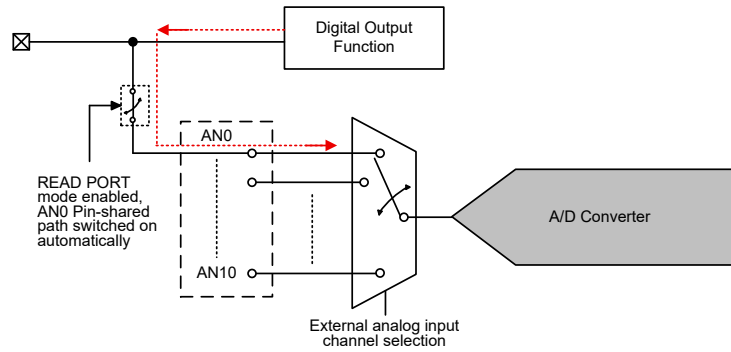 Digital Output
Function
AN0
READ PORT
mode enabled,
AN0 Pin-shared
path switched on
automatically
A/D Converter
AN10
External analog input
channel selection